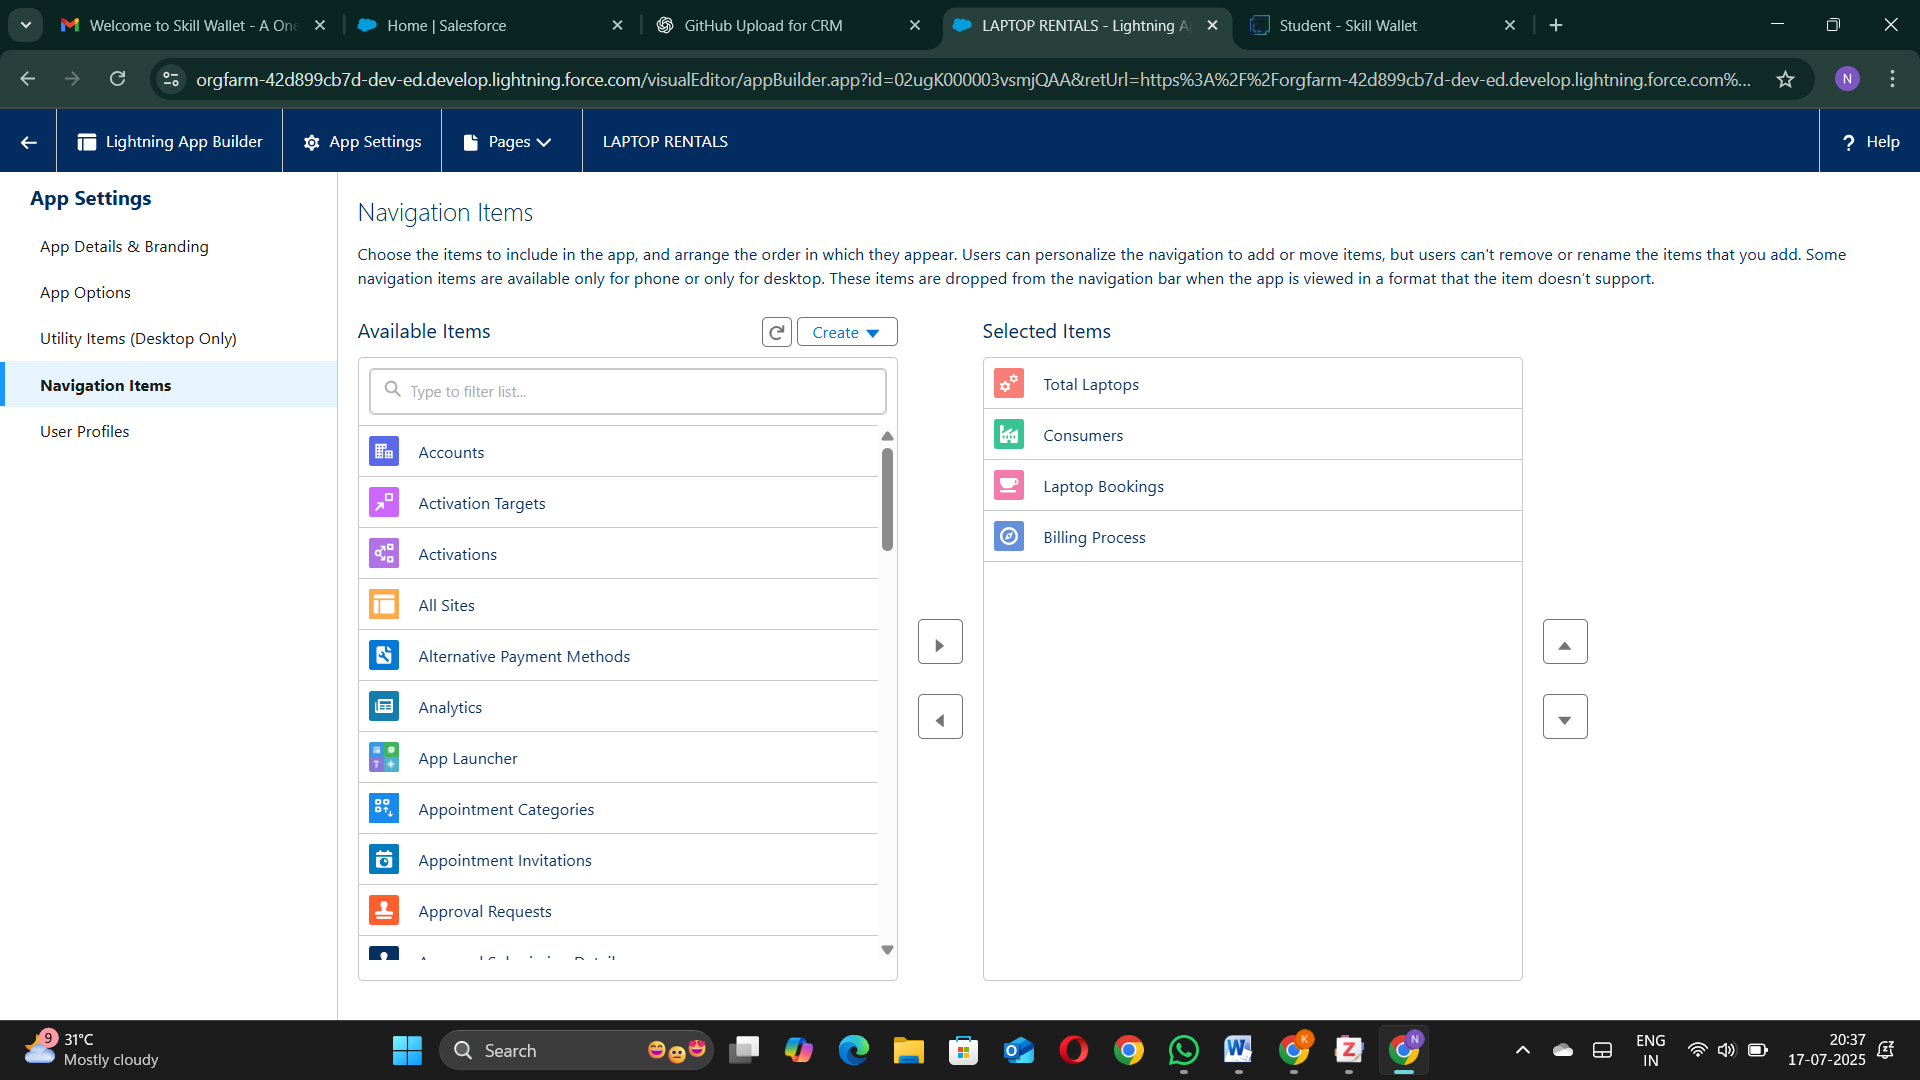 Welcome to Skill Wallet - A One
Home | Salesforce
GitHub Upload for CRM
LAPTOP RENTALS - Lightning A
Student - Skill Wallet
orgfarm-42d899cb7d-dev-ed.develop.lightning.force.com/visualEditor/appBuilder.app?id=02ugK000003vsmjQAA&retUrl=https%3A%2F%2Forgfarm-42d899cb7d-dev-ed.develop.lightning.force.com%...
N
Lightning App Builder
App Settings
Pages
LAPTOP RENTALS
? Help
App Settings
App Details & Branding
App Options
Utility Items (Desktop Only)
Navigation Items
User Profiles
Navigation Items
Choose the items to include in the app, and arrange the order in which they appear. Users can personalize the navigation to add or move items, but users can't remove or rename the items that you add. Some
navigation items are available only for phone or only for desktop. These items are dropped from the navigation bar when the app is viewed in a format that the item doesn't support.
Available Items
Create
Type to filter list...
Accounts
Activation Targets
Activations
All Sites
Alternative Payment Methods
Analytics
App Launcher
Appointment Categories
Appointment Invitations
Approval Requests
Selected Items
Total Laptops
Consumers
Laptop Bookings
Billing Process
9
31°C
Mostly cloudy
Search
K
N
ENG
IN
20:37
17-07-2025